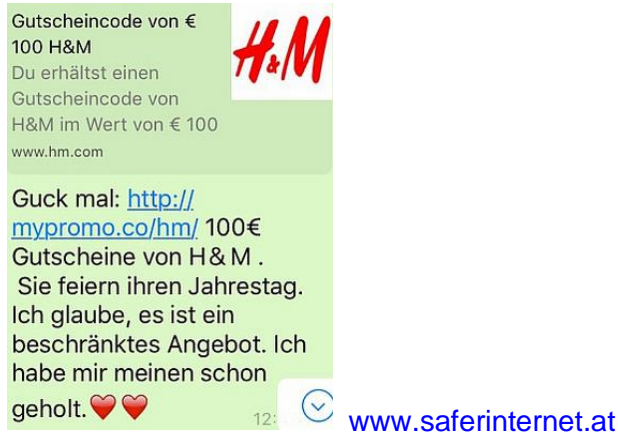 Gutscheincode von €
100 H&M
H&M
Du erhältst einen
Gutscheincode von
H&M im Wert von € 100
www.hm.com
Guck mal: http://
mypromo.co/hm/ 100€
Gutscheine von H& M .
Sie feiern ihren Jahrestag.
Ich glaube, es ist ein
beschränktes Angebot. Ich
habe mir meinen schon
geholt.❤️❤️
12:
www.saferinternet.at